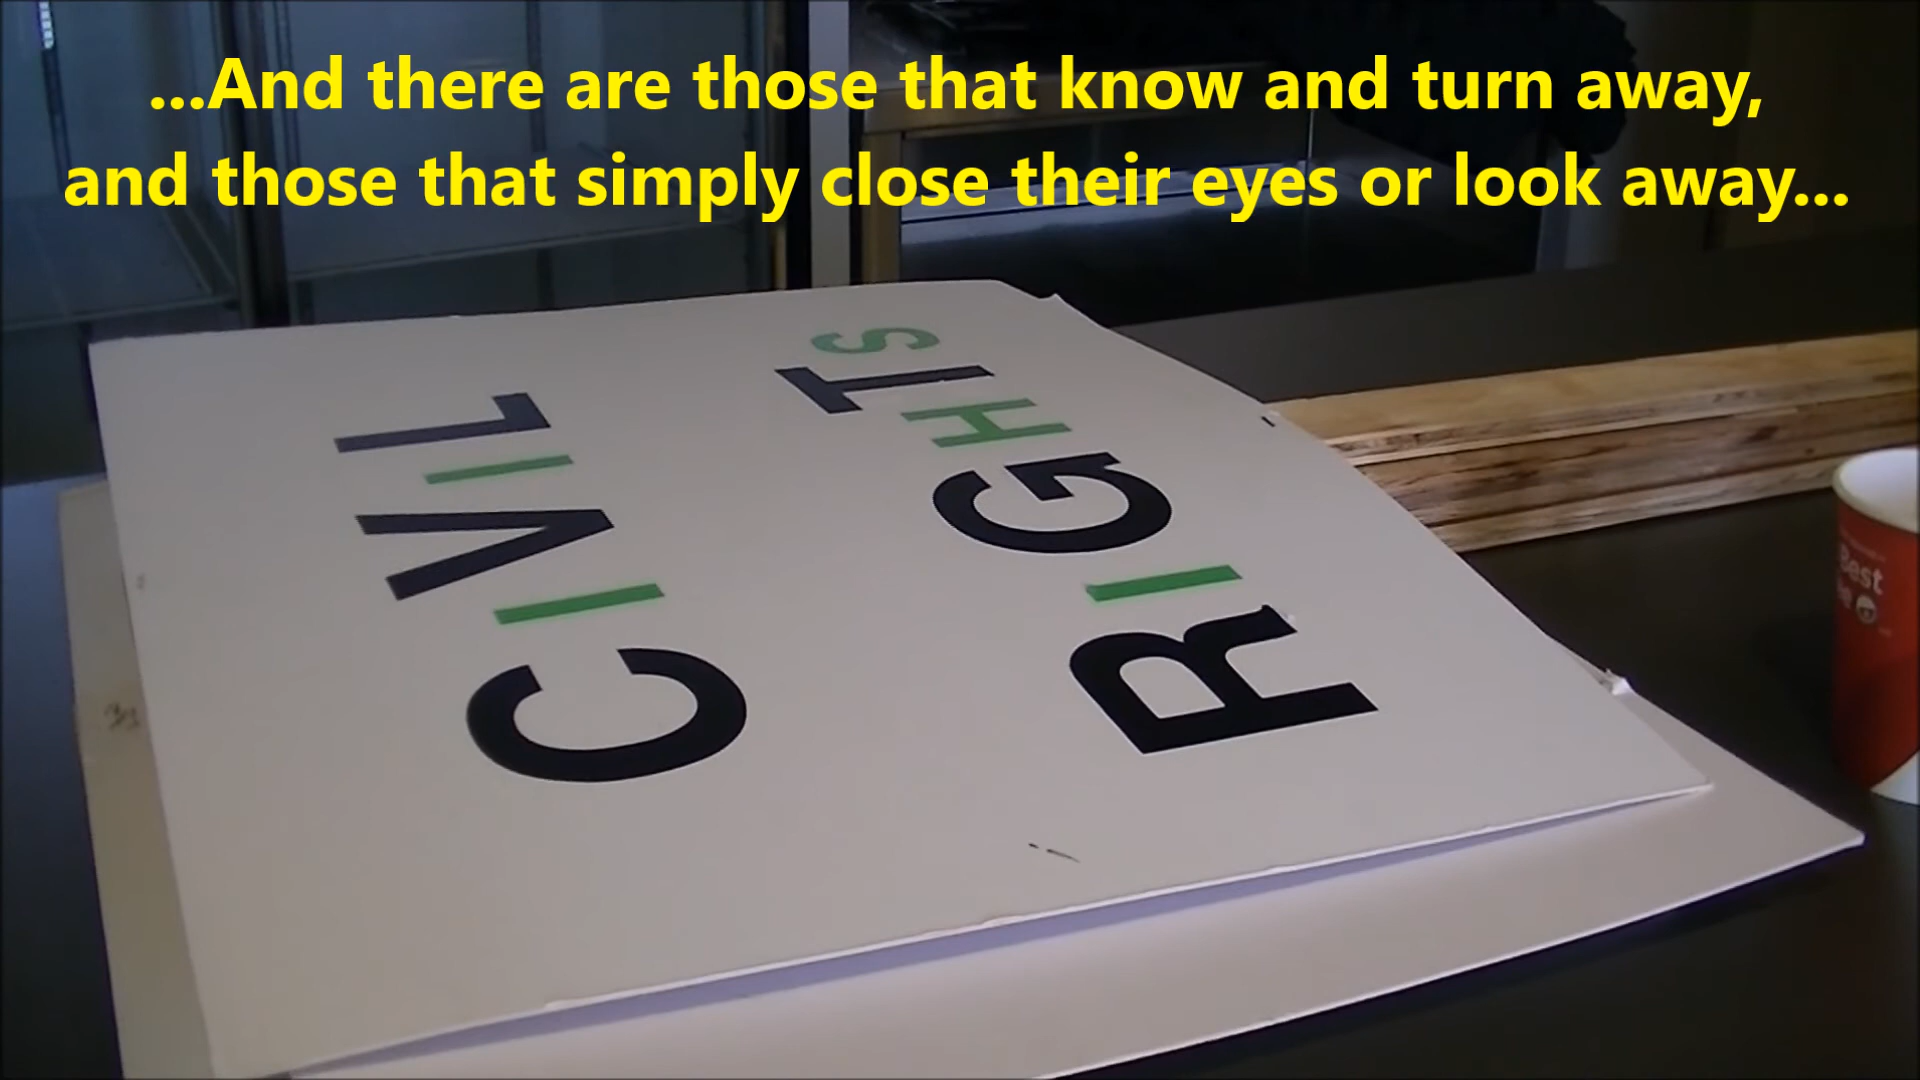 ...And there are those that know and turn away,
and those that simply close their eyes or look away...
CIVIL
RIGHTS
Best